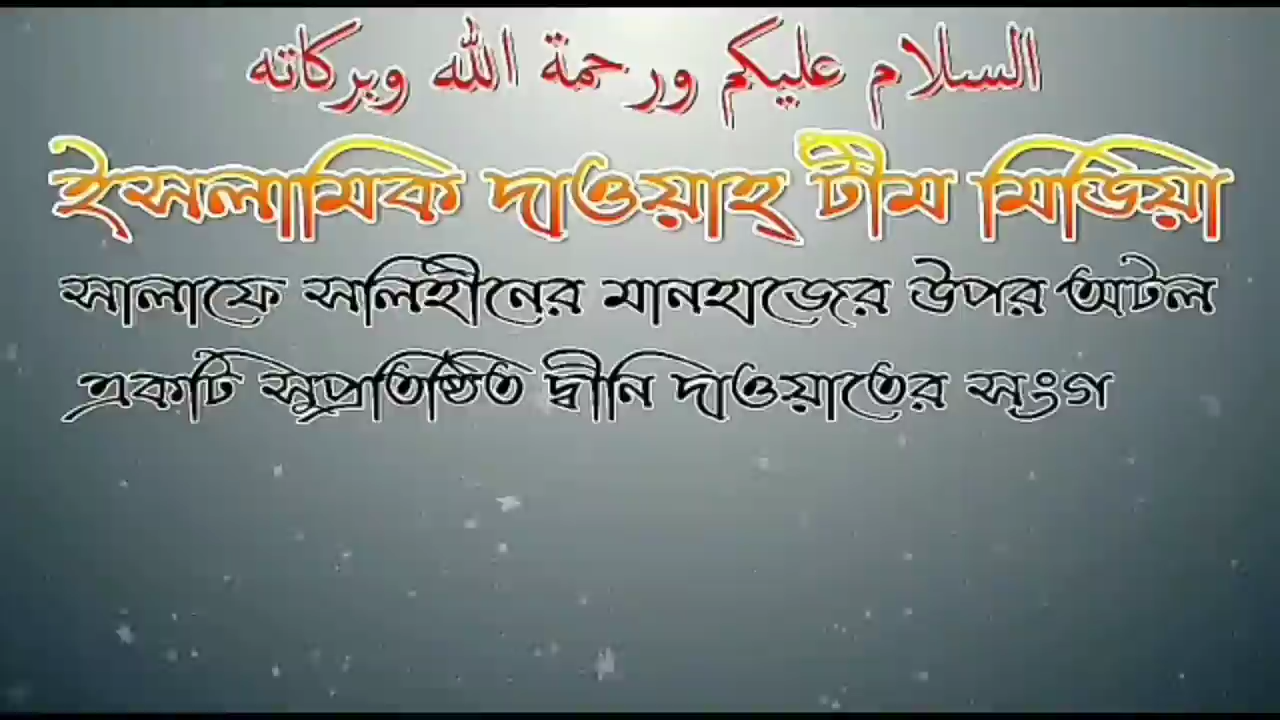 السلام عليكم ورحمة الله وبركاته
ইসলামিক দাওয়াহ্ টীম মিডিয়া
সালাফে সলিহীনের মানহাজের উপর অটল
একটি সুপ্রতিষ্ঠিত দ্বীনি দাওয়াতের সংগ